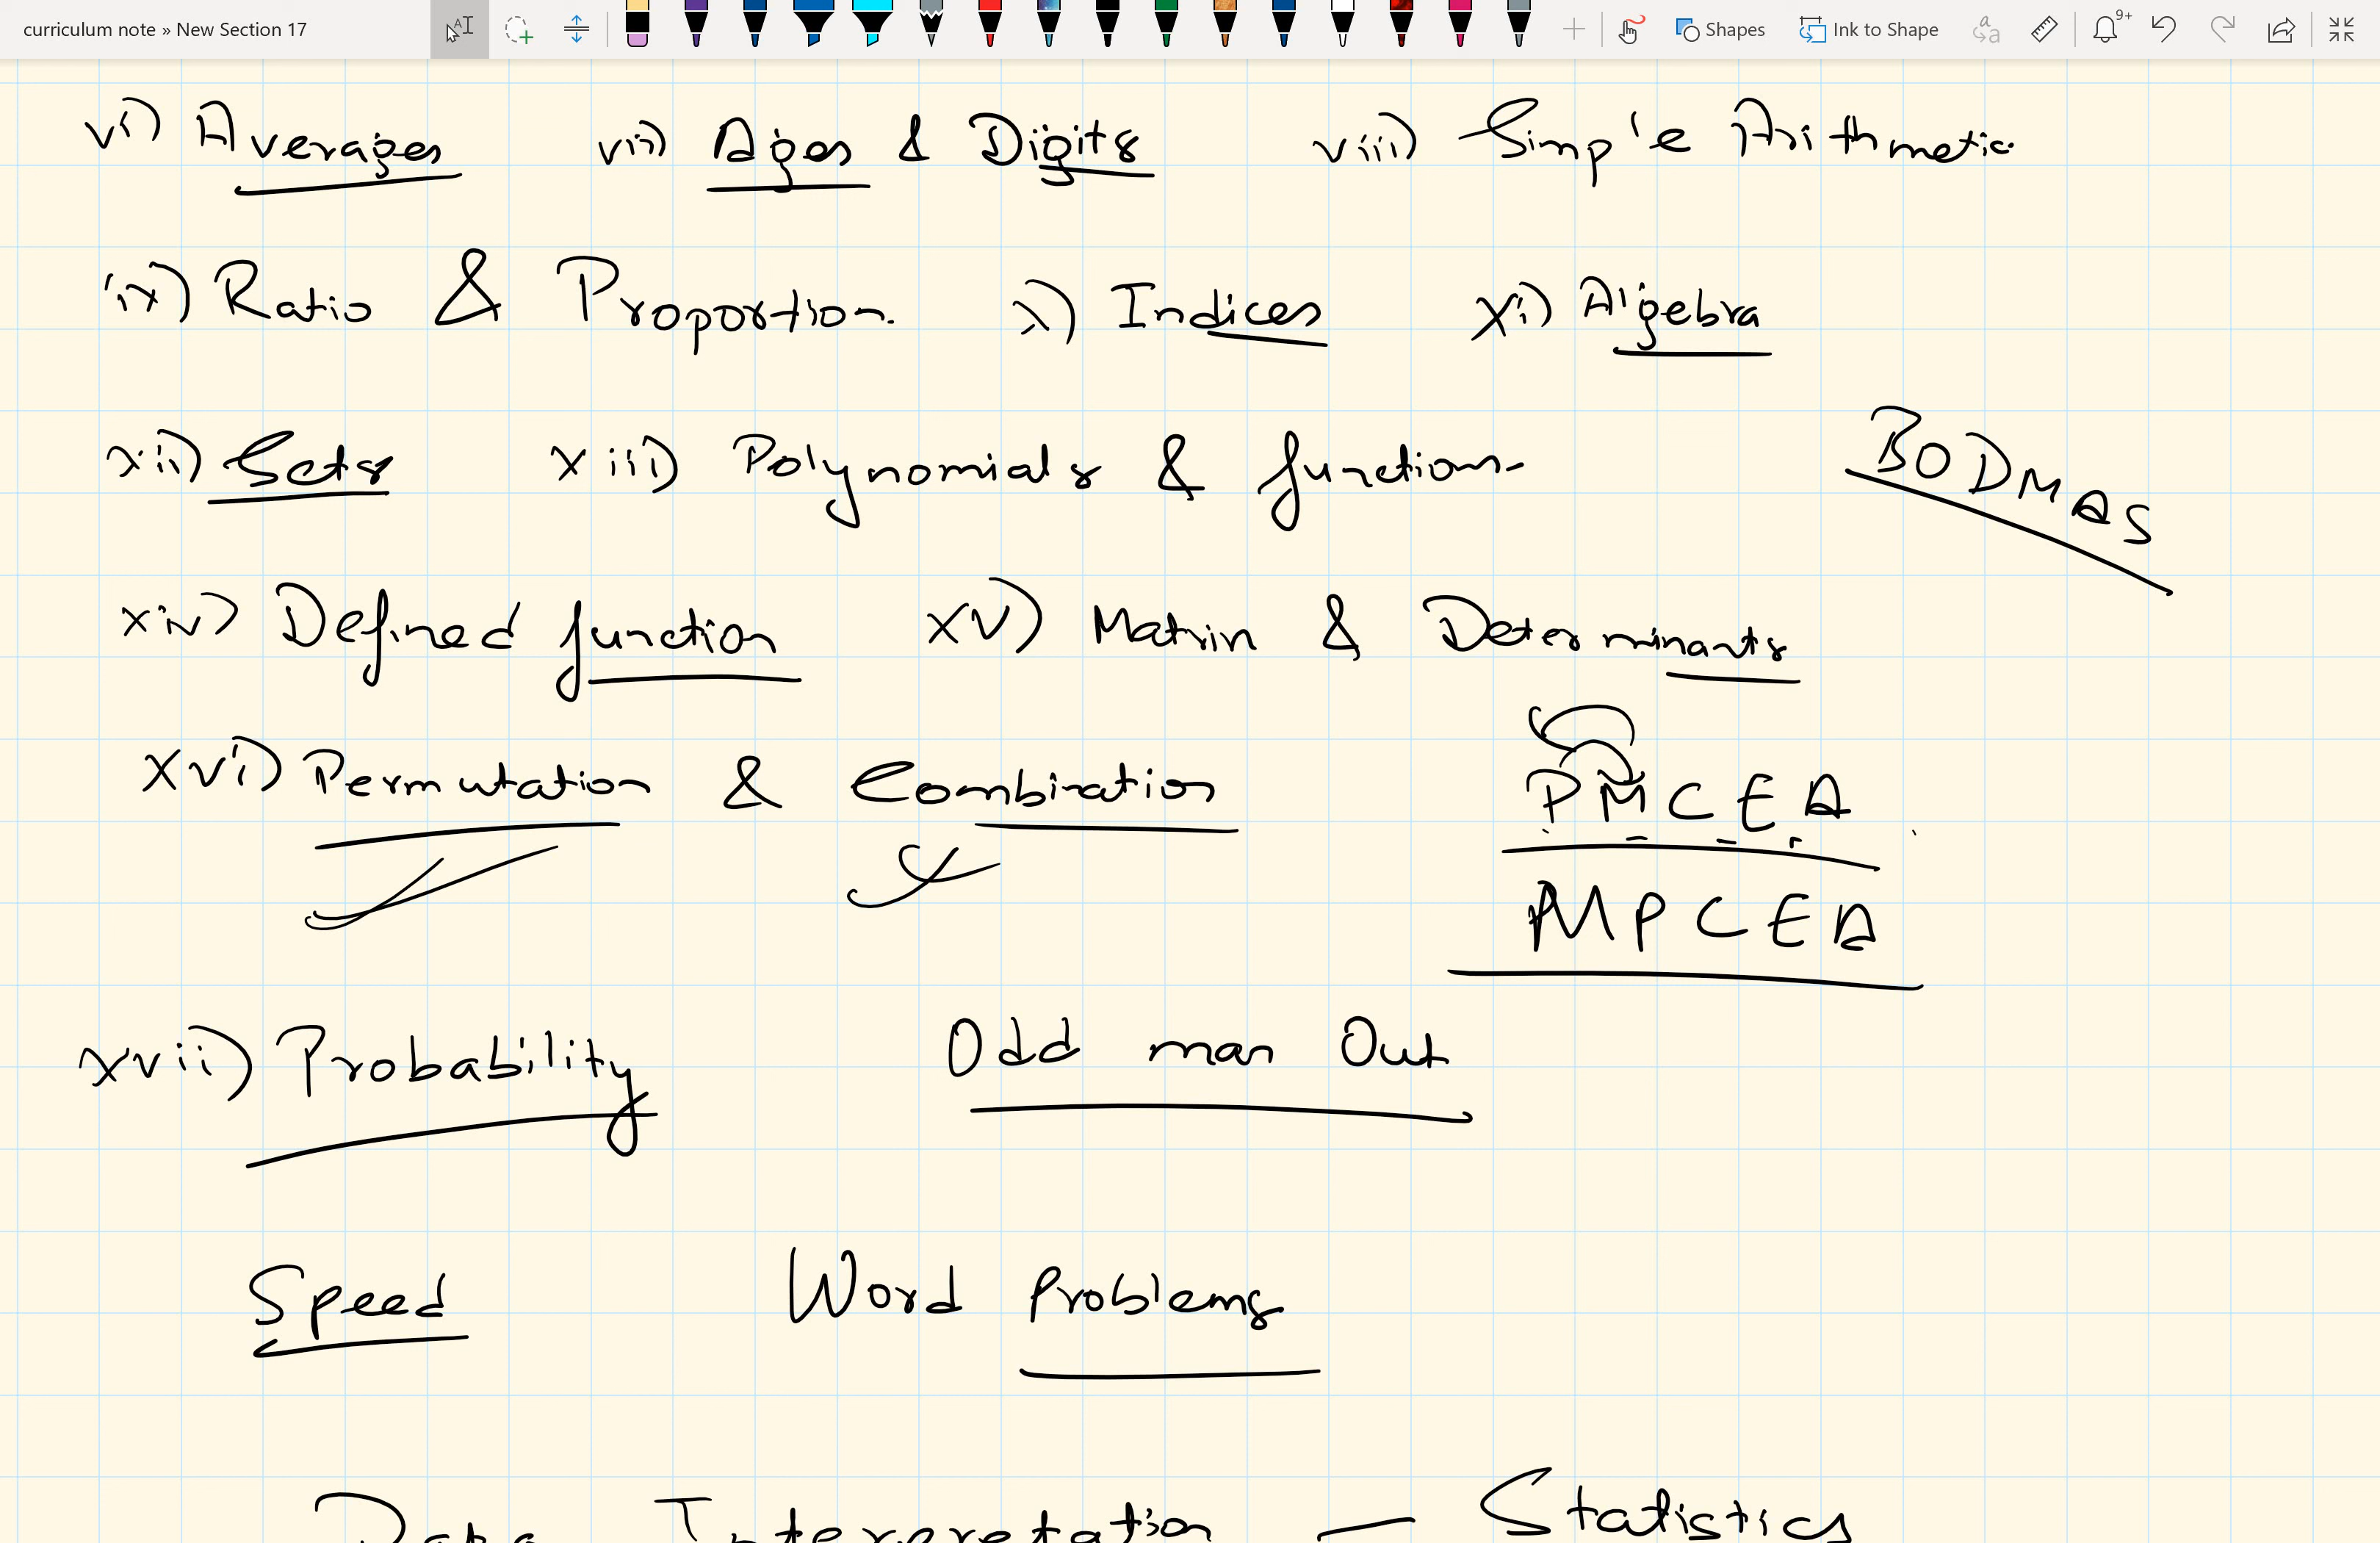 curriculum note » New Section 17 Shapes Ink to Shape 9+
vi) Averages vii) Ages & Digits viii) Simple Arithmetic
ix) Ratio & Proportion. x) Indices xi) Algebra
xii) Sets xiii) Polynomials & functions
BODMAS
xiv) Defined function xv) Matrix & Determinants
xvi) Permutation & Combination
PMCEA
MPCEA
xvii) Probability Odd man Out
Speed Word Problems
Data Interpretation — Statistics